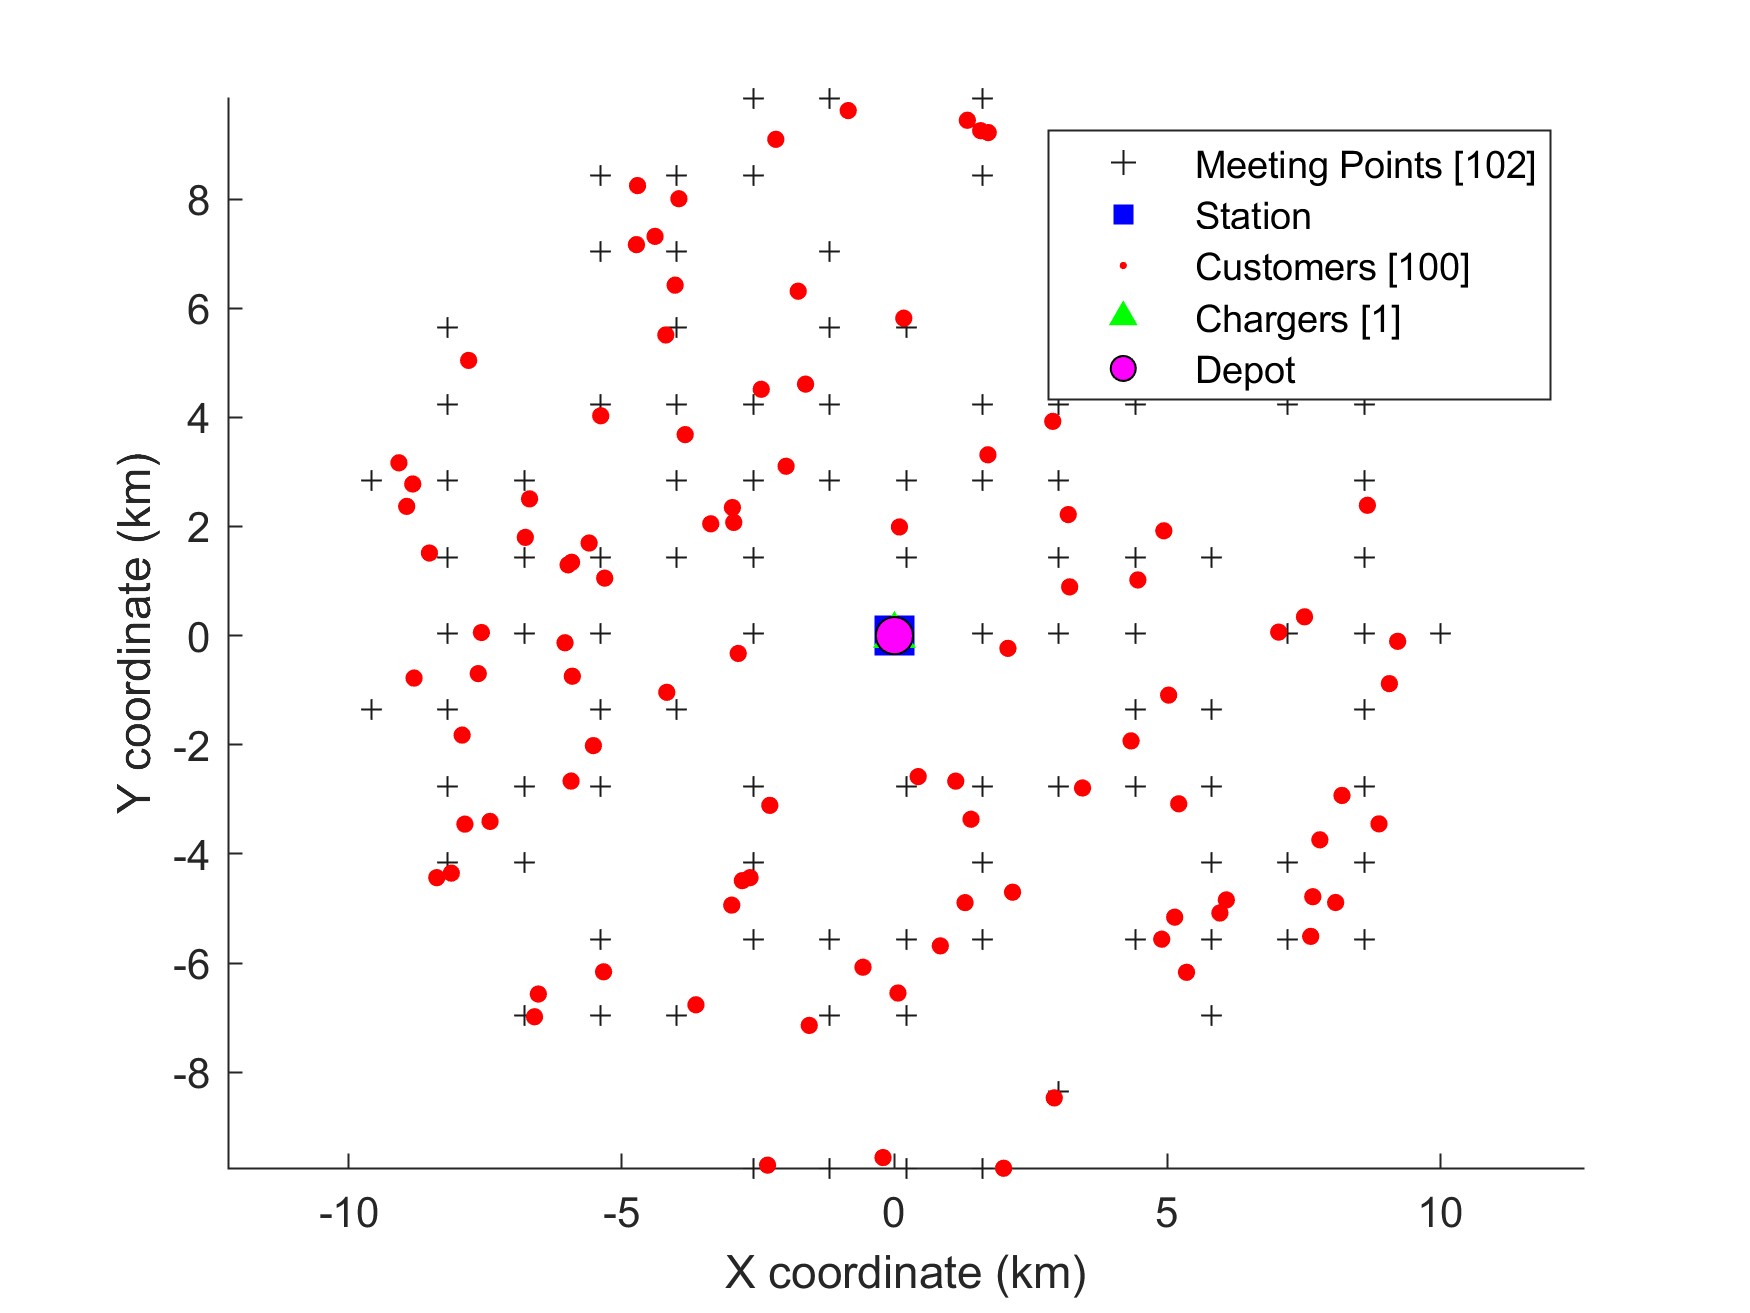 Meeting Points [102]
Station
Customers [100]
Chargers [1]
Depot
8
6
4
2
0
-2
-4
-6
-8
Y coordinate (km)
-10 -5 0 5 10
X coordinate (km)